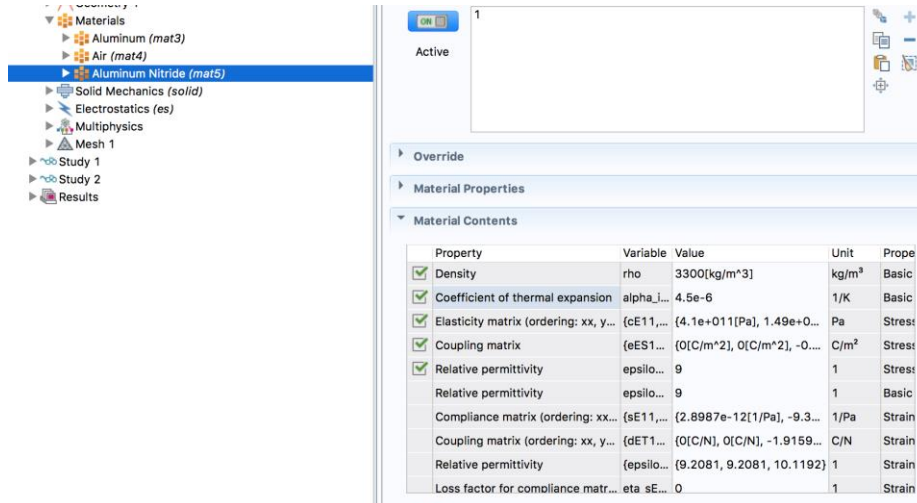 Geometry 1
Materials
Aluminum (mat3)
Air (mat4)
Aluminum Nitride (mat5)
Solid Mechanics (solid)
Electrostatics (es)
Multiphysics
Mesh 1
Study 1
Study 2
Results
ON
Active
1
Override
Material Properties
Material Contents
Property Variable Value Unit Prope
Density rho 3300[kg/m^3] kg/m³ Basic
Coefficient of thermal expansion alpha_i... 4.5e-6 1/K Basic
Elasticity matrix (ordering: xx, y... {cE11,... {4.1e+011[Pa], 1.49e+0... Pa Stress
Coupling matrix {eES1... {0[C/m^2], 0[C/m^2], -0.... C/m² Stress
Relative permittivity epsilo... 9 1 Stress
Relative permittivity epsilo... 9 1 Basic
Compliance matrix (ordering: xx... {sE11,... {2.8987e-12[1/Pa], -9.3... 1/Pa Strain
Coupling matrix (ordering: xx, y... {dET1... {0[C/N], 0[C/N], -1.9159... C/N Strain
Relative permittivity {epsilo... {9.2081, 9.2081, 10.1192} 1 Strain
Loss factor for compliance matr... eta_sE... 0 1 Strain